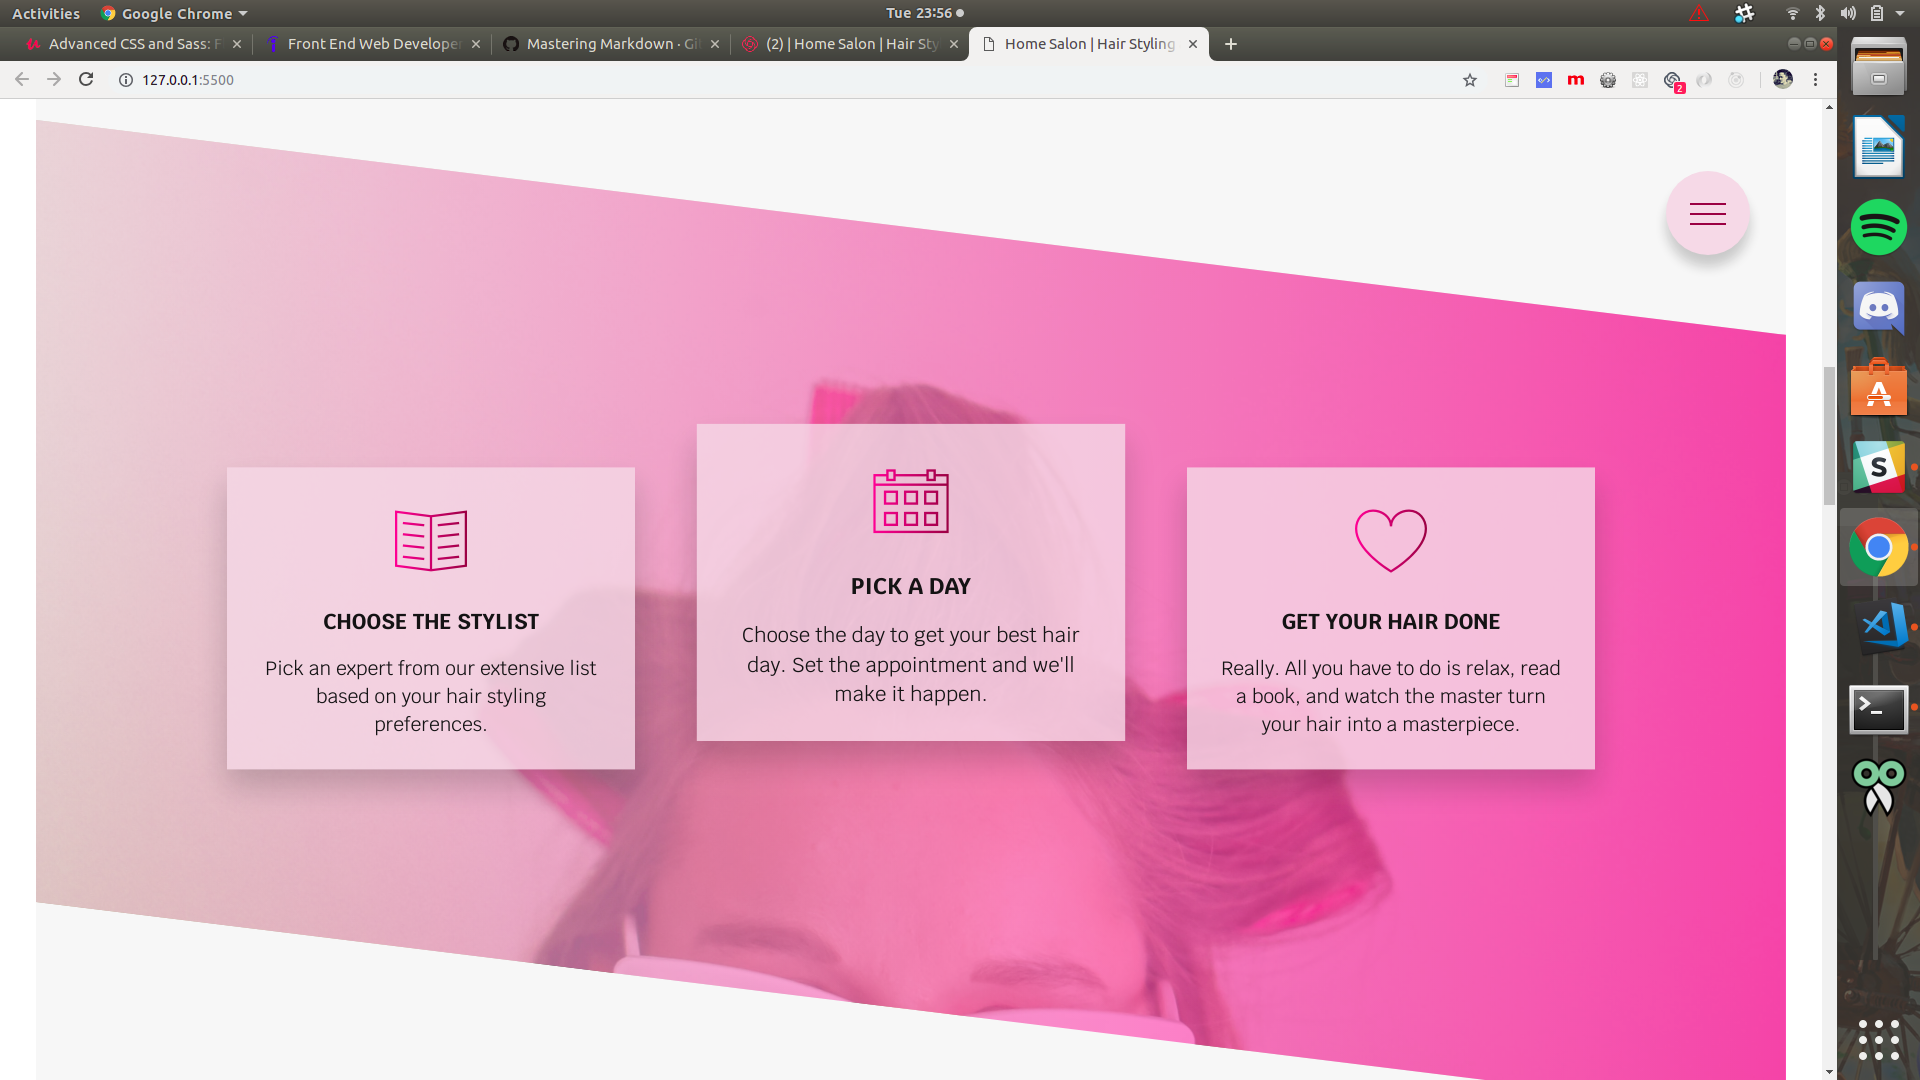 Activities
Google Chrome
Tue 23:56
Advanced CSS and Sass: F
Front End Web Develope
Mastering Markdown · Gi
(2) | Home Salon | Hair Sty
Home Salon | Hair Styling
127.0.0.1:5500
m
2
CHOOSE THE STYLIST
Pick an expert from our extensive list
based on your hair styling
preferences.
PICK A DAY
Choose the day to get your best hair
day. Set the appointment and we'll
make it happen.
GET YOUR HAIR DONE
Really. All you have to do is relax, read
a book, and watch the master turn
your hair into a masterpiece.
A
S